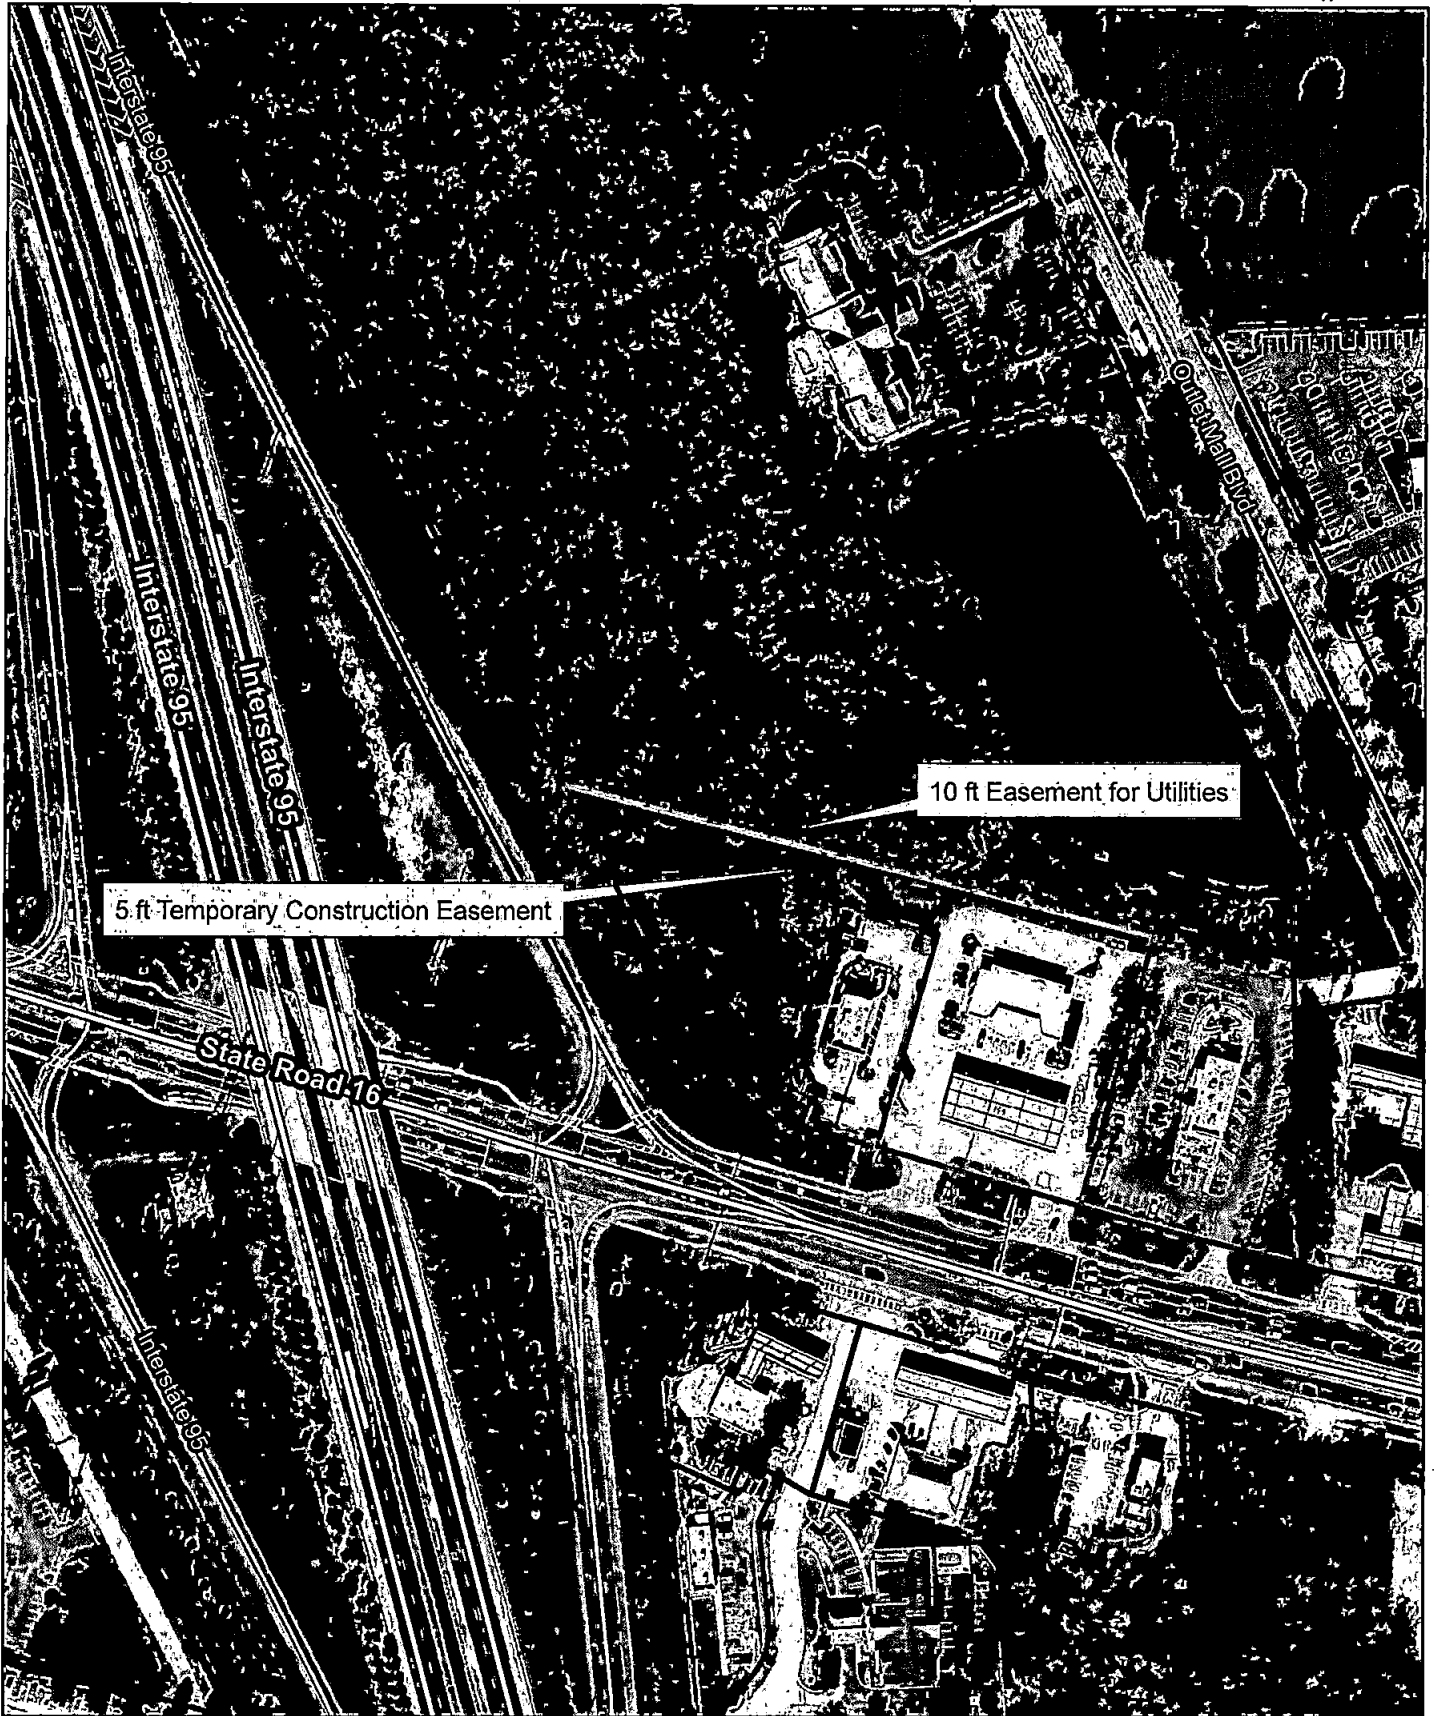 Interstate 95
Outlet Mall Blvd
Interstate 95
Interstate 95
10 ft Easement for Utilities
5 ft Temporary Construction Easement
State Road 16
Interstate 95